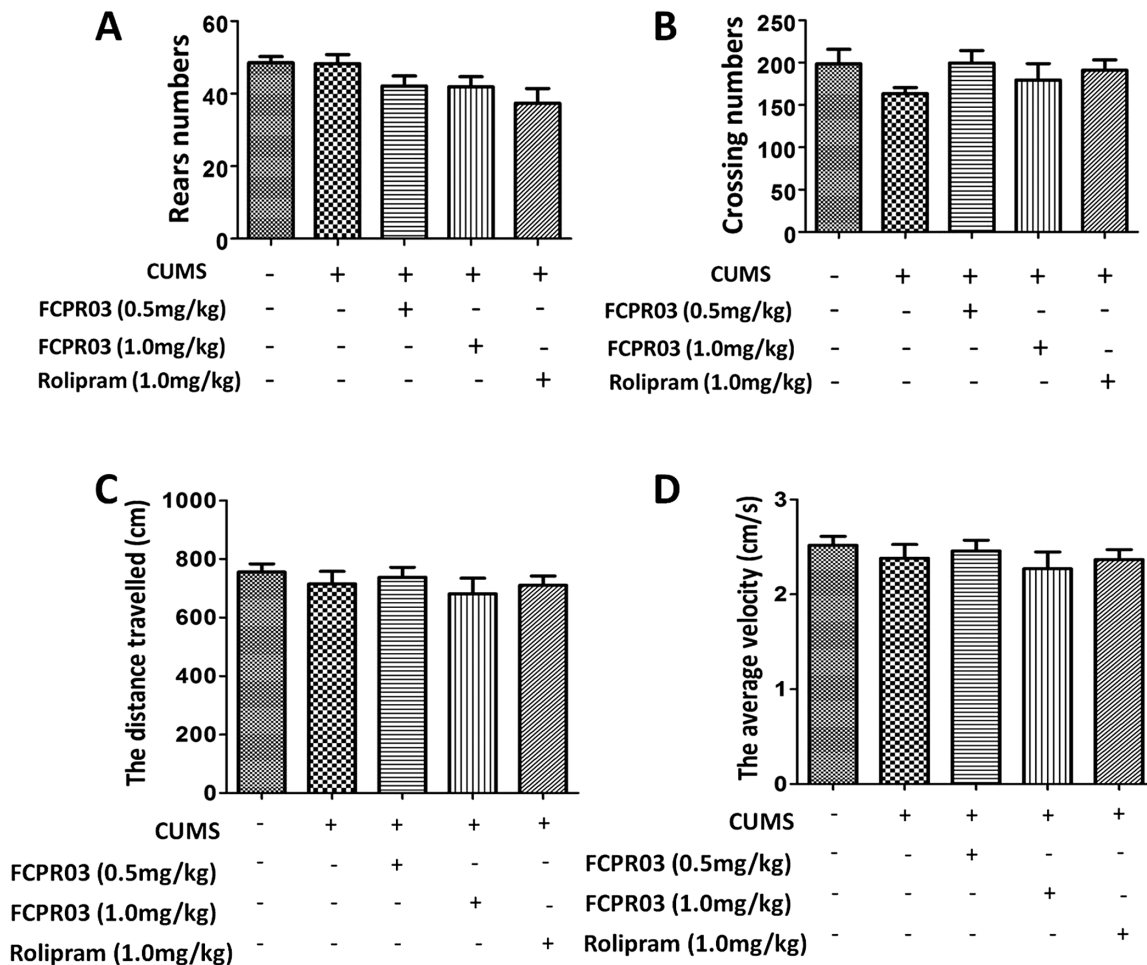 A
Rears numbers
60
40
20
0
CUMS - + + + +
FCPR03 (0.5mg/kg) - - + - -
FCPR03 (1.0mg/kg) - - - + -
Rolipram (1.0mg/kg) - - - - +
B
Crossing numbers
250
200
150
100
50
0
CUMS - + + + +
FCPR03 (0.5mg/kg) - - + - -
FCPR03 (1.0mg/kg) - - - + -
Rolipram (1.0mg/kg) - - - - +
C
The distance travelled (cm)
1000
800
600
400
200
0
CUMS - + + + +
FCPR03 (0.5mg/kg) - - + - -
FCPR03 (1.0mg/kg) - - - + -
Rolipram (1.0mg/kg) - - - - +
D
The average velocity (cm/s)
3
2
1
0
CUMS - + + + +
FCPR03 (0.5mg/kg) - - + - -
FCPR03 (1.0mg/kg) - - - + -
Rolipram (1.0mg/kg) - - - - +